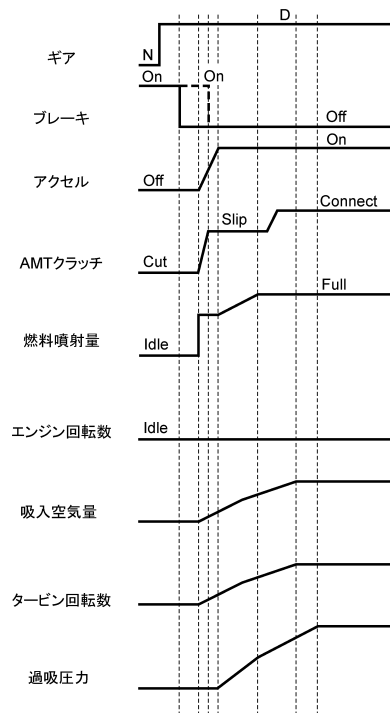 D
ギア
N
On
On
ブレーキ
Off
On
アクセル
Off
Connect
Slip
AMTクラッチ
Cut
Full
燃料噴射量
Idle
エンジン回転数
Idle
吸入空気量
タービン回転数
過吸圧力